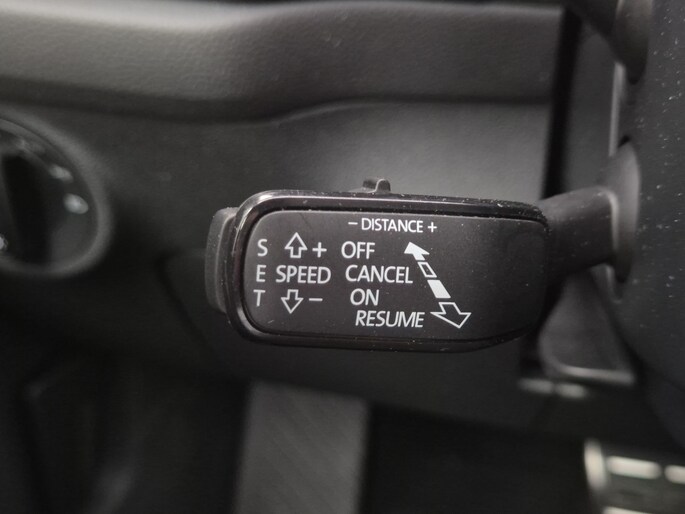 - DISTANCE +
S + OFF
E SPEED CANCEL
T - ON
RESUME